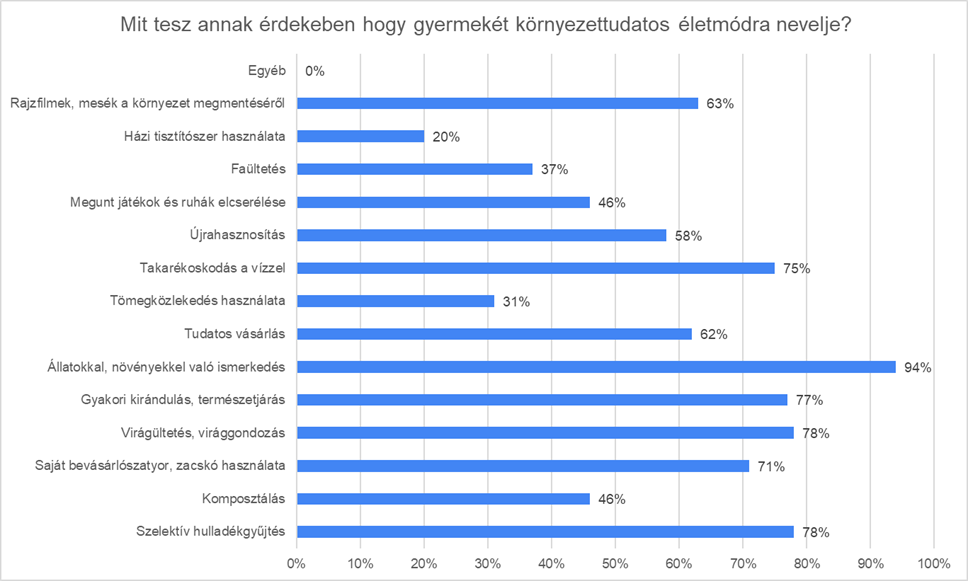 Mit tesz annak érdekeben hogy gyermekét környezettudatos életmódra nevelje?
Egyéb 0%
Rajzfilmek, mesék a környezet megmentéséről 63%
Házi tisztítószer használata 20%
Faültetés 37%
Megunt játékok és ruhák elcserélése 46%
Újrahasznosítás 58%
Takarékoskodás a vízzel 75%
Tömegközlekedés használata 31%
Tudatos vásárlás 62%
Állatokkal, növényekkel való ismerkedés 94%
Gyakori kirándulás, természetjárás 77%
Virágültetés, virággondozás 78%
Saját bevásárlószatyor, zacskó használata 71%
Komposztálás 46%
Szelektív hulladékgyűjtés 78%
0% 10% 20% 30% 40% 50% 60% 70% 80% 90% 100%